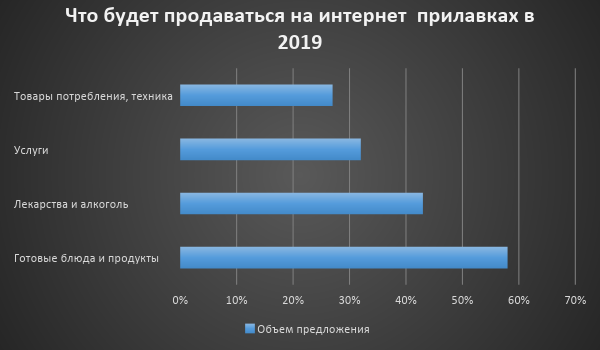 Что будет продаваться на интернет прилавках в
2019
Товары потребления, техника
Услуги
Лекарства и алкоголь
Готовые блюда и продукты
0% 10% 20% 30% 40% 50% 60% 70%
Объем предложения